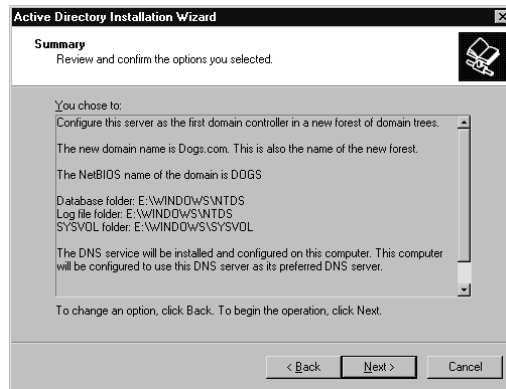 Active Directory Installation Wizard
Summary
Review and confirm the options you selected.
You chose to:
Configure this server as the first domain controller in a new forest of domain trees.
The new domain name is Dogs.com. This is also the name of the new forest.
The NetBIOS name of the domain is DOGS
Database folder: E:\WINDOWS\NTDS
Log file folder: E:\WINDOWS\NTDS
SYSVOL folder: E:\WINDOWS\SYSVOL
The DNS service will be installed and configured on this computer. This computer
will be configured to use this DNS server as its preferred DNS server.
To change an option, click Back. To begin the operation, click Next.
< Back Next > Cancel